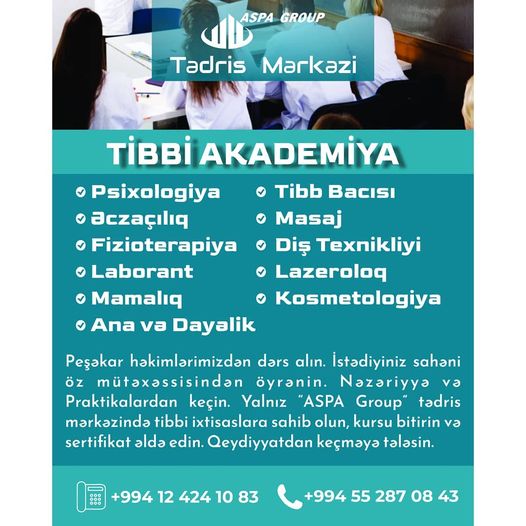 ASPA GROUP
Tədris Mərkəzi
TİBBİ AKADEMİYA
Psixologiya
Əczaçılıq
Fizioterapiya
Laborant
Mamalıq
Ana və Dayəlik
Tibb Bacısı
Masaj
Diş Texnikliyi
Lazeroloq
Kosmetologiya
Peşəkar həkimlərimizdən dərs alın. İstədiyiniz sahəni
öz mütəxəssisindən öyrənin. Nəzəriyyə və
Praktikalardan keçin. Yalnız “ASPA Group” tədris
mərkəzində tibbi ixtisaslara sahib olun, kursu bitirin və
sertifikat əldə edin. Qeydiyyatdan keçməyə tələsin.
+994 12 424 10 83
+994 55 287 08 43